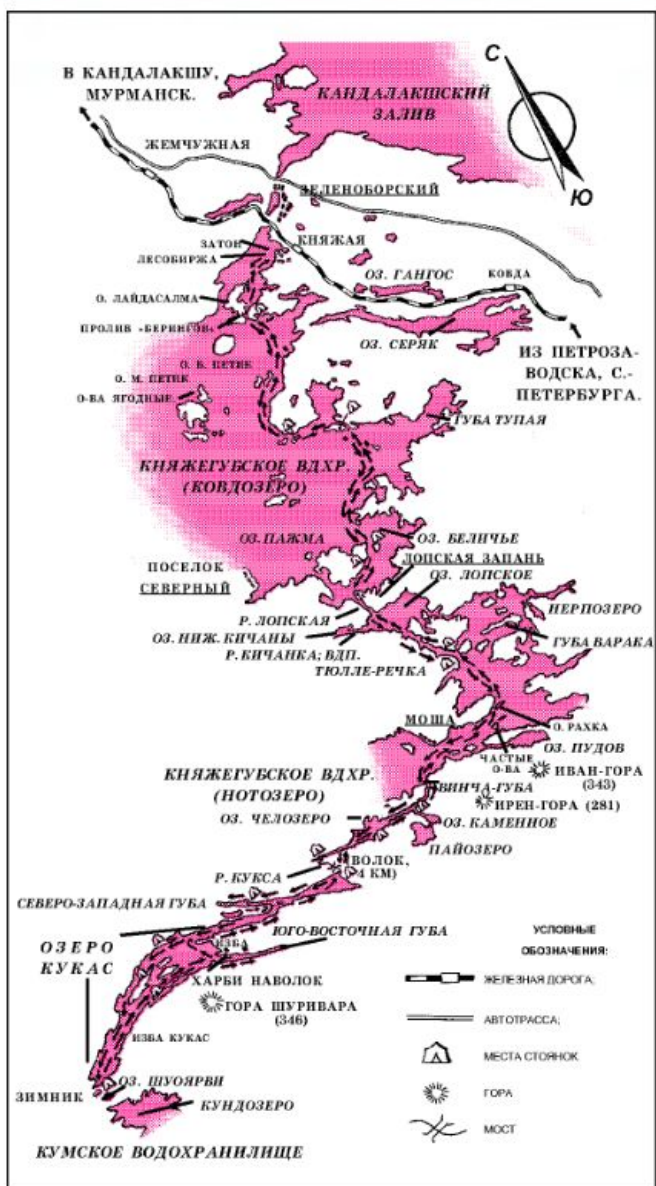 С
В КАНДАЛАКШУ,
МУРМАНСК.
КАНДАЛАКШСКИЙ
ЗАЛИВ
ЖЕМЧУЖНАЯ
Ю
ЗЕЛЕНОБОРСКИЙ
КНЯЖАЯ
ЗАТОН
ЛЕСОБИРЖА
ОЗ. ГАНГОС
КОВДА
О. ЛАЙДАСАЛМА
ПРОЛИВ «БЕРИНГОВ»
ОЗ. СЕРЯК
ИЗ ПЕТРОЗА-
ВОДСКА, С.-
ПЕТЕРБУРГА.
О. Б. ПЕТИК
О. М. ПЕТИК
О-ВА ЯГОДНЫЕ
ГУБА ТУПАЯ
КНЯЖЕГУБСКОЕ ВДХР.
(КОВДОЗЕРО)
ОЗ. ПАЖМА
ОЗ. БЕЛИЧЬЕ
ПОСЕЛОК
СЕВЕРНЫЙ
ЛОПСКАЯ ЗАПАНЬ
ОЗ. ЛОПСКОЕ
НЕРПОЗЕРО
Р. ЛОПСКАЯ
ОЗ. НИЖ. КИЧАНЫ
ГУБА ВАРАКА
Р. КИЧАНКА; ВДП.
ТЮЛЛЕ-РЕЧКА
МОША
О. РАХКА
ОЗ. ПУДОВ
ЧАСТЫЕ
О-ВА
ИВАН-ГОРА
(343)
КНЯЖЕГУБСКОЕ ВДХР.
(НОТОЗЕРО)
ВИНЧА-ГУБА
ИРЕН-ГОРА (281)
ОЗ. ЧЕЛОЗЕРО
ОЗ. КАМЕННОЕ
ПАЙОЗЕРО
ВОЛОК,
4 КМ)
Р. КУКСА
СЕВЕРО-ЗАПАДНАЯ ГУБА
ЮГО-ВОСТОЧНАЯ ГУБА
ИЗБА
ОЗЕРО
КУКАС
ХАРБИ НАВОЛОК
ГОРА ШУРИВАРА
(346)
ИЗБА КУКАС
ОЗ. ШУОЯРВИ
ЗИМНИК
КУНДОЗЕРО
КУМСКОЕ ВОДОХРАНИЛИЩЕ
УСЛОВНЫЕ
ОБОЗНАЧЕНИЯ:
ЖЕЛЕЗНАЯ ДОРОГА;
АВТОТРАССА;
МЕСТА СТОЯНОК
ГОРА
МОСТ